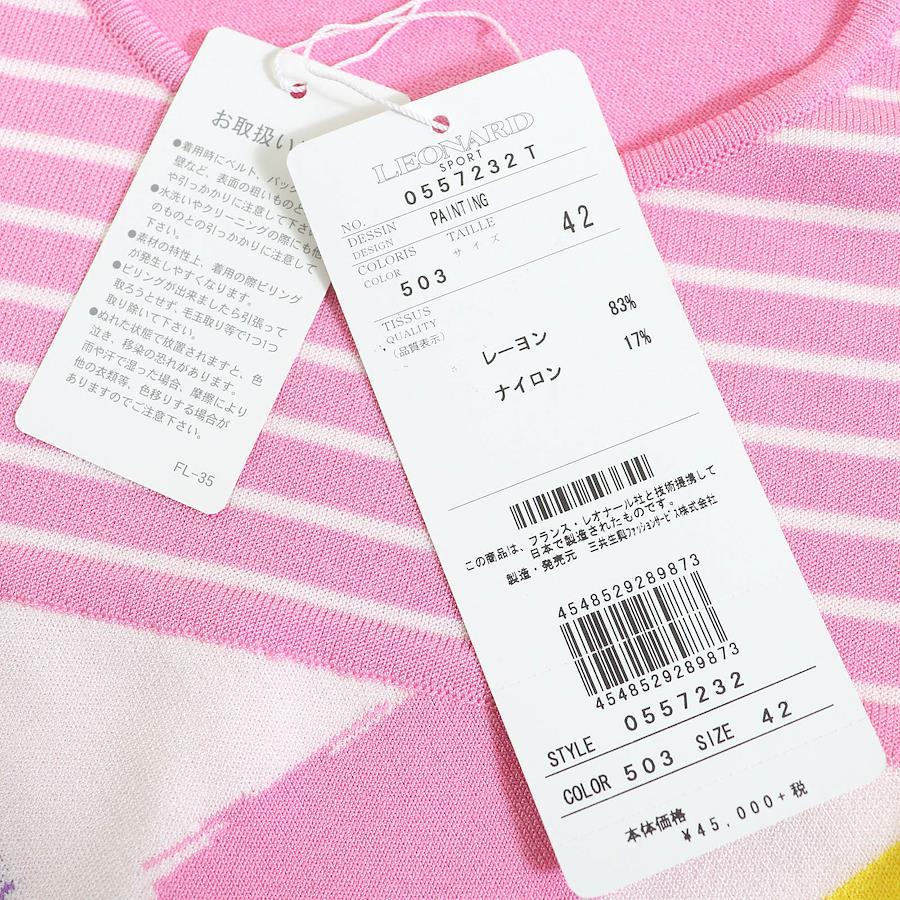 お取扱い
●着用時にベルト、バッグ
壁など、表面の粗いものと
や引っかかりに注意して下さ
●水洗いやクリーニングの際にも他
のものとの引っかかりに注意して
下さい。
●素材の特性上、着用の際ピリング
が発生しやすくなります。
●ピリングが出来ましたら引張って
取ろうとせず、毛玉取り等で1つ1つ
取り除いて下さい。
●ぬれた状態で放置されますと、色
泣き、移染の恐れがあります。
雨や汗で湿った場合、摩擦により
他の衣類等、色移りする場合が
ありますのでご注意下さい。
FL-35
LEONARD
SPORT
NO. 0557232T
DESSIN PAINTING
DESIGN
COLORIS TAILLE 42
COLOR 503 サイズ
TISSUS
QUALITY
(品質表示)
レーヨン 83%
ナイロン 17%
この商品は、フランス・レオナール社と技術提携して
日本で製造されたものです。
製造・発売元 三共生興ファッションサービス株式会社
4548529289873
4548529289873
STYLE 0557232
COLOR 503 SIZE 42
本体価格
¥45,000+税